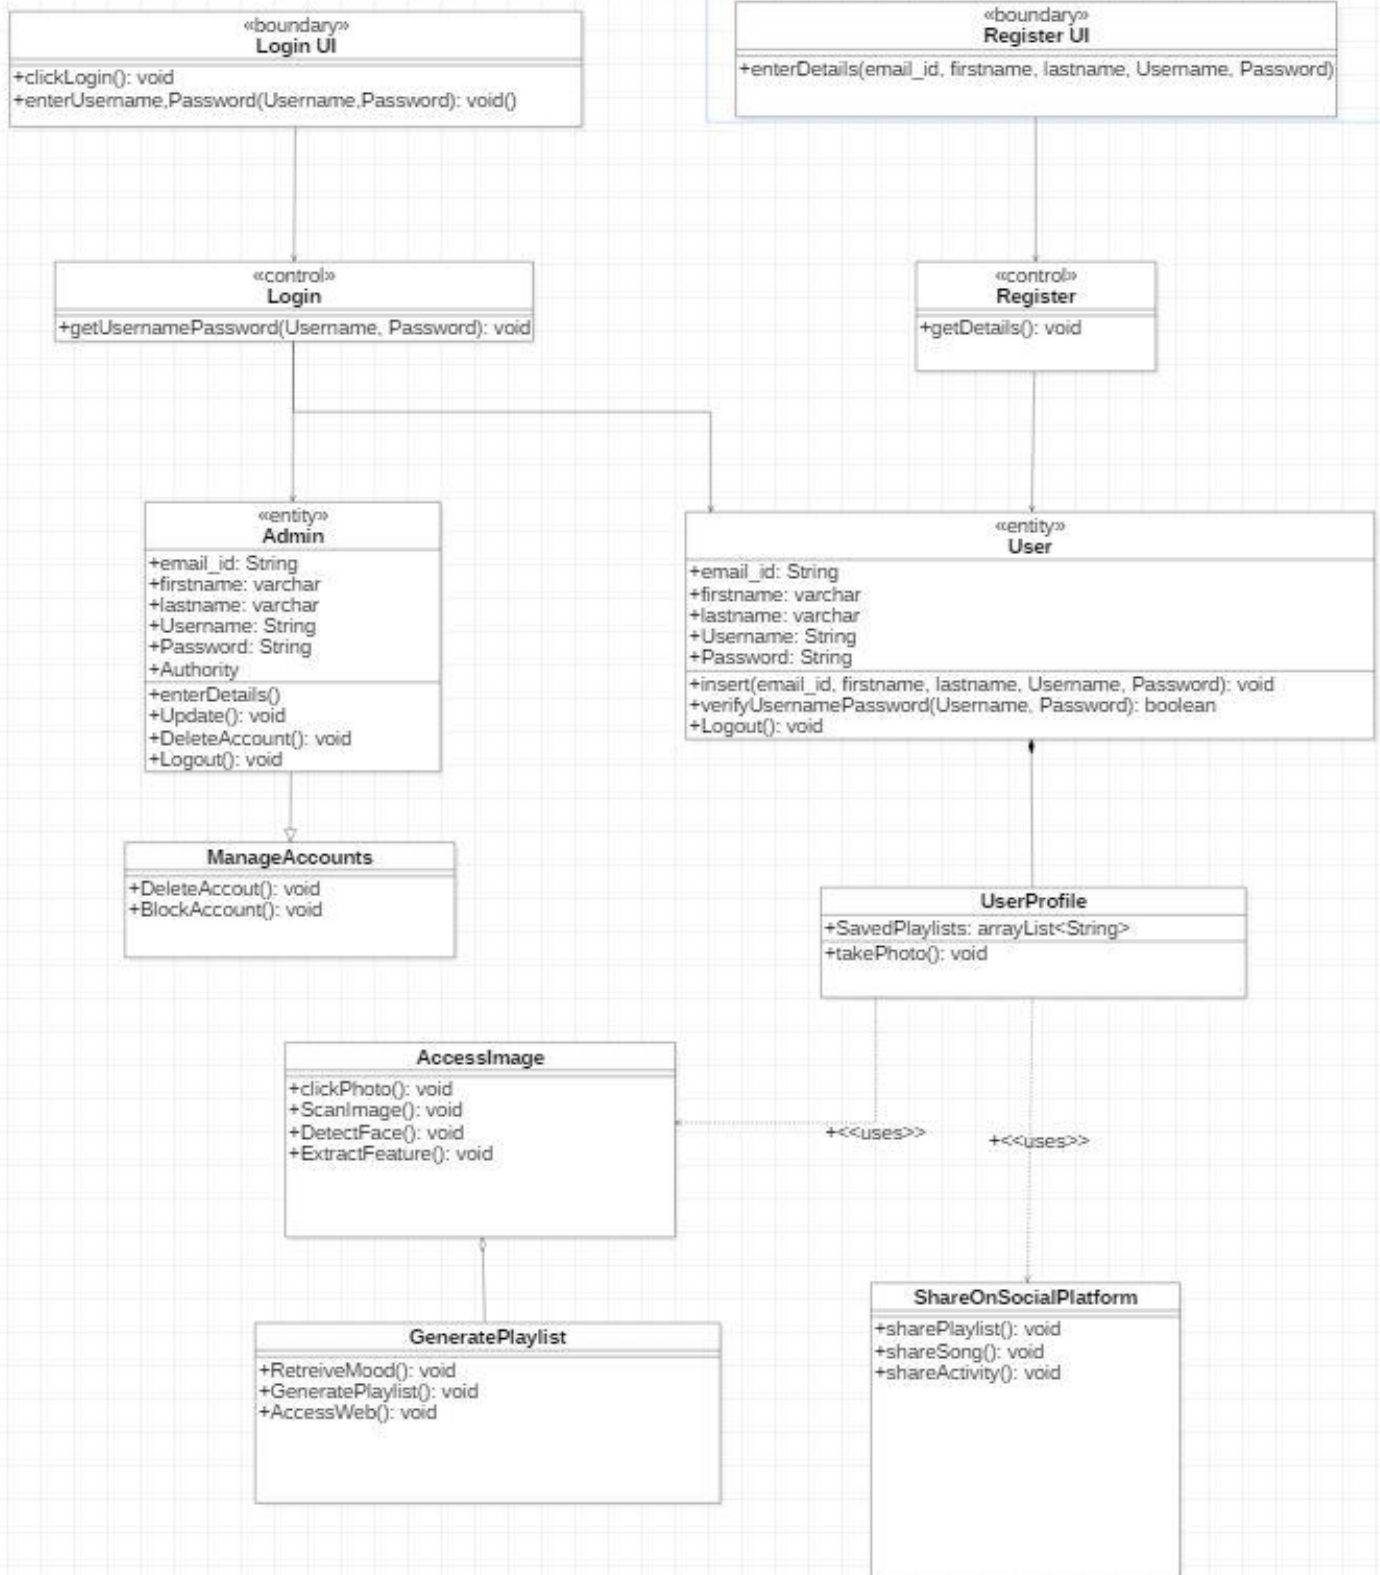 «boundary»
Login UI
+clickLogin(): void
+enterUsername,Password(Username,Password): void()
«boundary»
Register UI
+enterDetails(email_id, firstname, lastname, Username, Password)
«control»
Login
+getUsernamePassword(Username, Password): void
«control»
Register
+getDetails(): void
«entity»
Admin
+email_id: String
+firstname: varchar
+lastname: varchar
+Username: String
+Password: String
+Authority
+enterDetails()
+Update(): void
+DeleteAccount(): void
+Logout(): void
«entity»
User
+email_id: String
+firstname: varchar
+lastname: varchar
+Username: String
+Password: String
+insert(email_id, firstname, lastname, Username, Password): void
+verifyUsernamePassword(Username, Password): boolean
+Logout(): void
ManageAccounts
+DeleteAccout(): void
+BlockAccount(): void
UserProfile
+SavedPlaylists: arrayList<String>
+takePhoto(): void
AccessImage
+clickPhoto(): void
+ScanImage(): void
+DetectFace(): void
+ExtractFeature(): void
+<<uses>>
+<<uses>>
GeneratePlaylist
+RetreiveMood(): void
+GeneratePlaylist(): void
+AccessWeb(): void
ShareOnSocialPlatform
+sharePlaylist(): void
+shareSong(): void
+shareActivity(): void